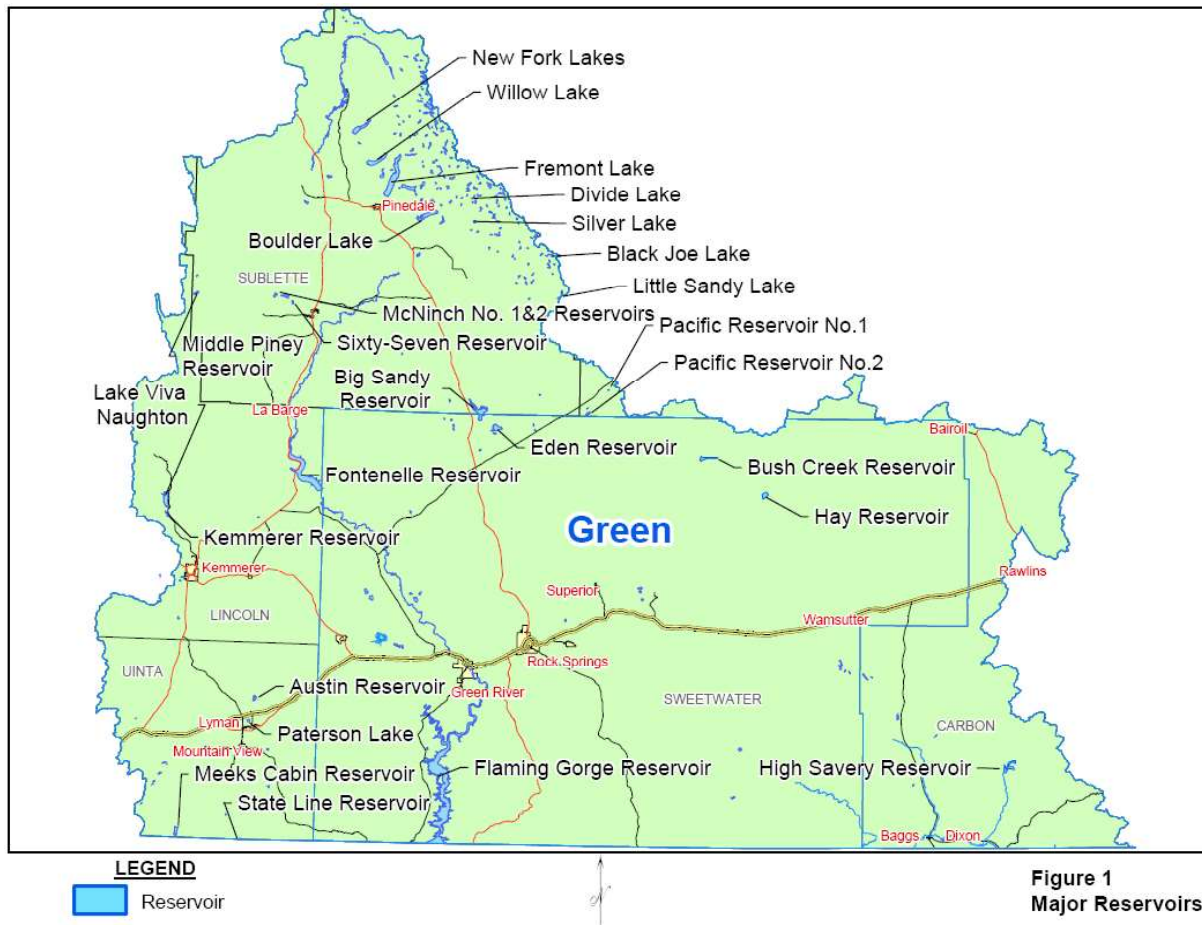 New Fork Lakes
Willow Lake
Fremont Lake
Divide Lake
Pinedale
Silver Lake
Boulder Lake
Black Joe Lake
SUBLETTE
Little Sandy Lake
McNinch No. 1&2 Reservoirs
Pacific Reservoir No.1
Middle Piney
Reservoir
Sixty-Seven Reservoir
Pacific Reservoir No.2
Big Sandy
Reservoir
Lake Viva
Naughton
La Barge
Bairoil
Eden Reservoir
Bush Creek Reservoir
Fontenelle Reservoir
Hay Reservoir
Green
Kemmerer Reservoir
Kemmerer
Rawlins
Superior
LINCOLN
Wamsutter
Rock Springs
UINTA
Austin Reservoir
Green River
SWEETWATER
CARBON
Lyman
Paterson Lake
Mountain View
Meeks Cabin Reservoir
Flaming Gorge Reservoir
High Savery Reservoir
State Line Reservoir
Baggs
Dixon
LEGEND
Reservoir
N
Figure 1
Major Reservoirs